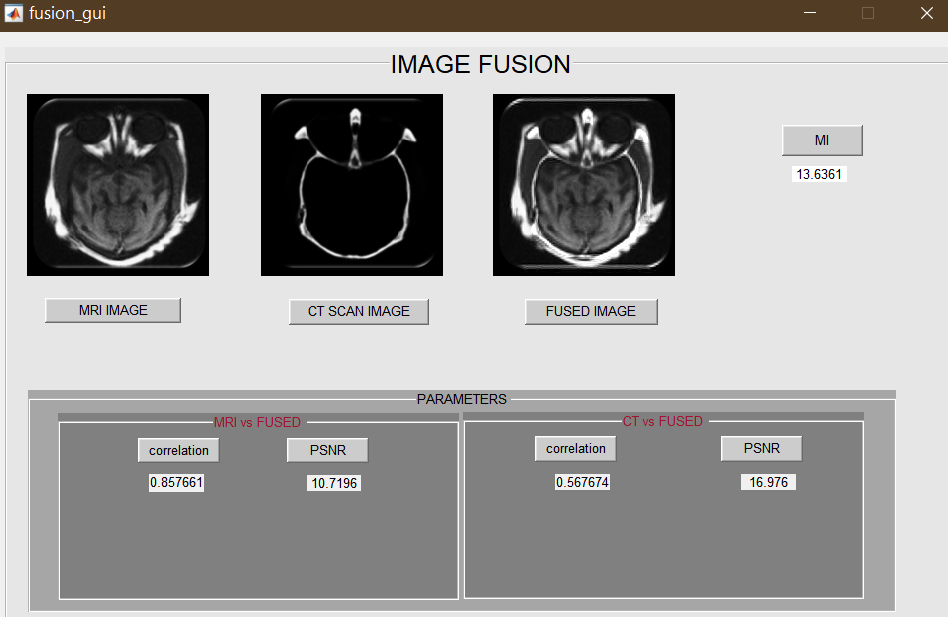 fusion_gui
IMAGE FUSION
MI
13.6361
MRI IMAGE
CT SCAN IMAGE
FUSED IMAGE
PARAMETERS
MRI vs FUSED
correlation
PSNR
0.857661
10.7196
CT vs FUSED
correlation
PSNR
0.567674
16.976